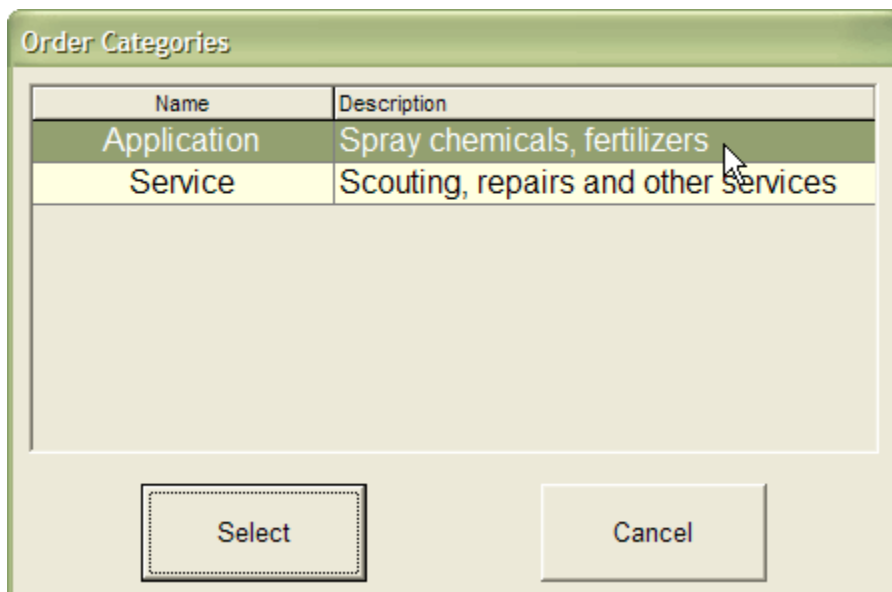 Order Categories
Name Description
Application Spray chemicals, fertilizers
Service Scouting, repairs and other services
Select Cancel